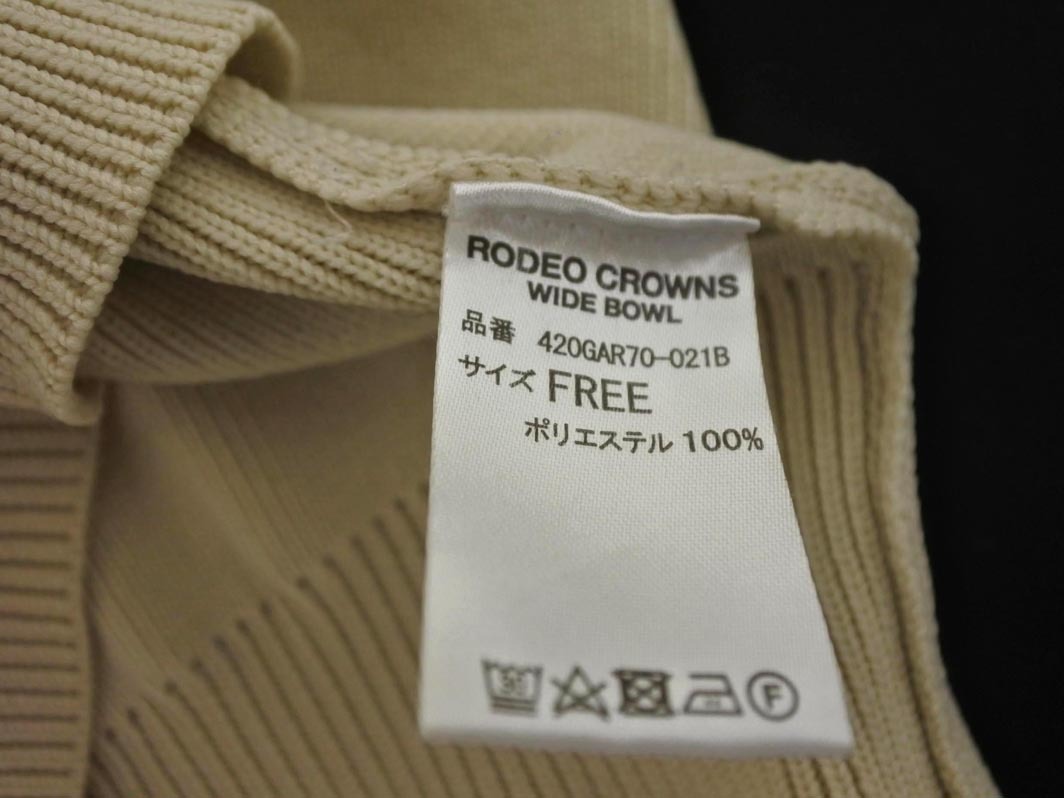 RODEO CROWNS
WIDE BOWL
品番 420GAR70-021B
サイズ FREE
ポリエステル 100%
F